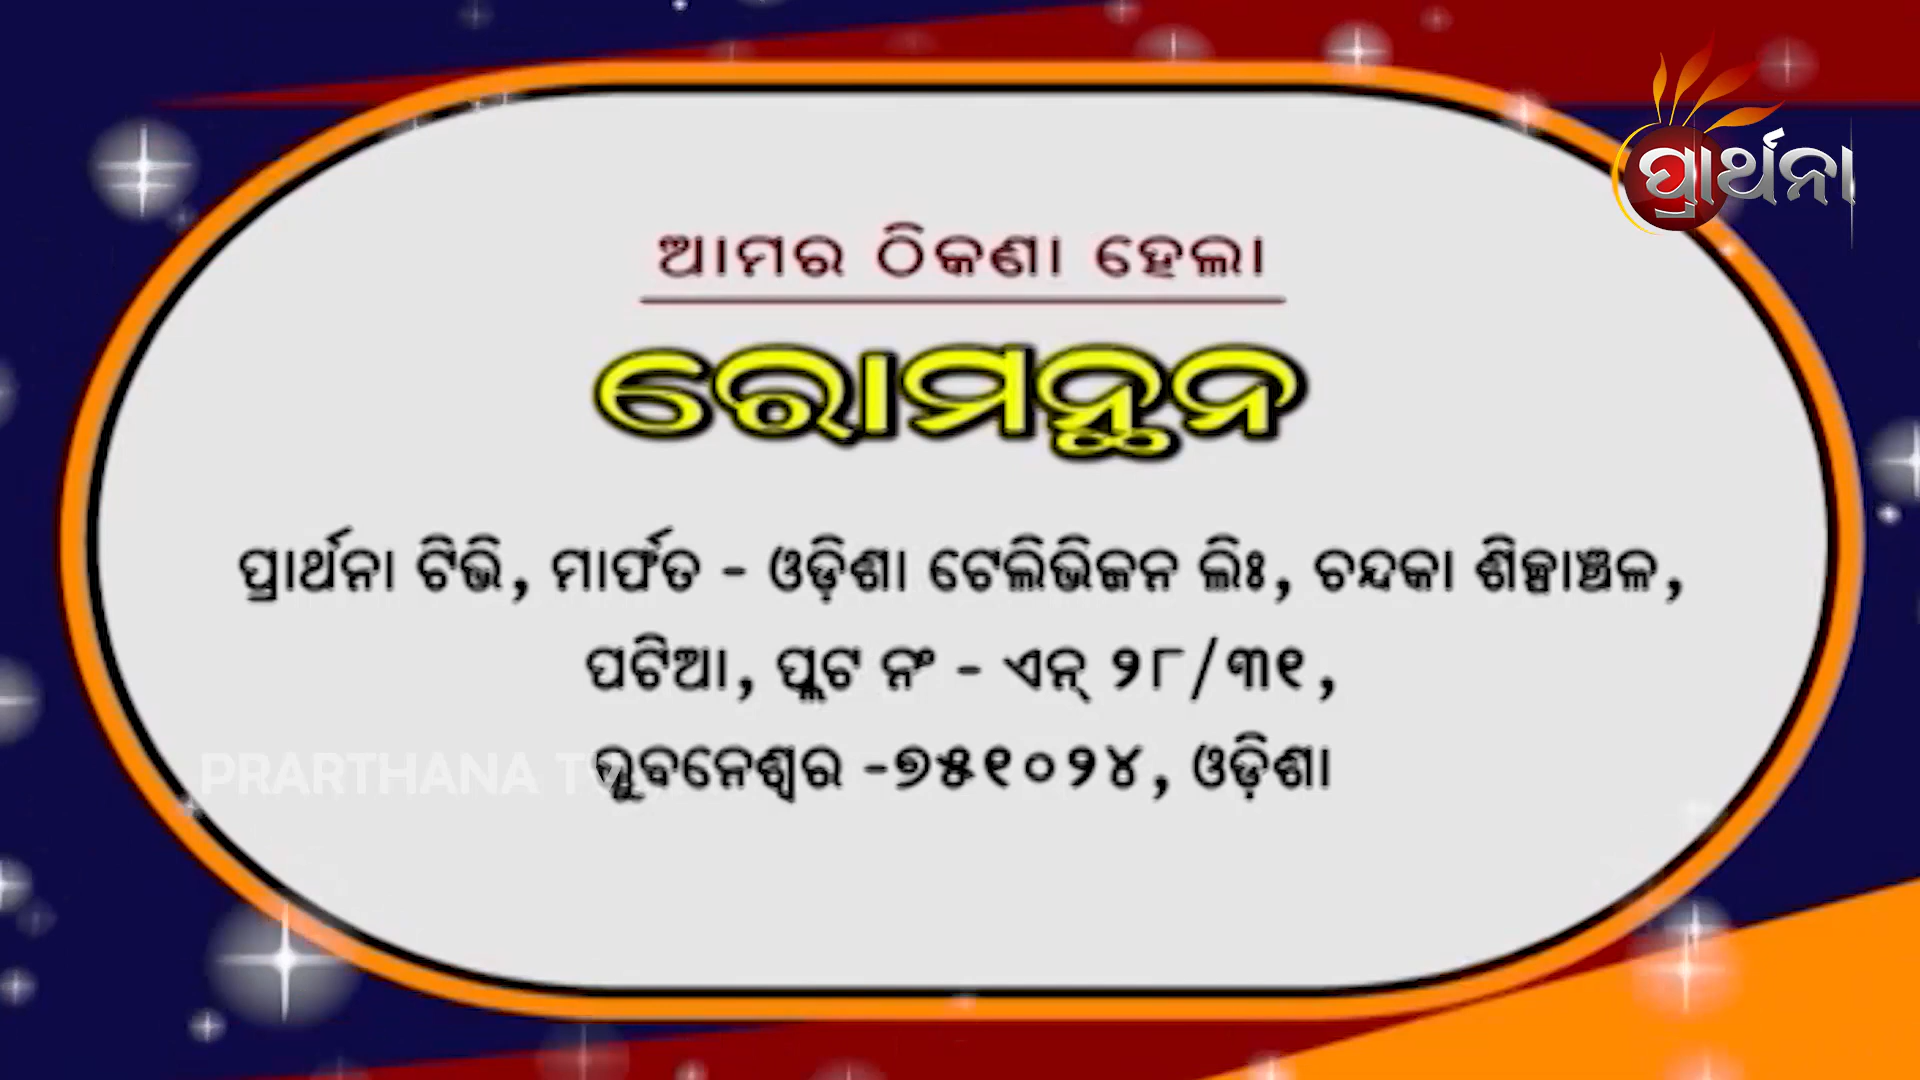 ପ୍ରାର୍ଥନା
ଆମର ଠିକଣା ହେଲା
ରୋମନ୍ଥନ
ପ୍ରାର୍ଥନା ଟିଭି, ମାର୍ଫତ - ଓଡ଼ିଶା ଟେଲିଭିଜନ ଲିଃ, ଚନ୍ଦକା ଶିଳ୍ପାଞ୍ଚଳ,
ପଟିଆ, ପ୍ଲଟ ନଂ - ଏନ୍ ୨୮/୩୧,
ଭୁବନେଶ୍ୱର -୭୫୧୦୨୪, ଓଡ଼ିଶା
PRARTHANA TV